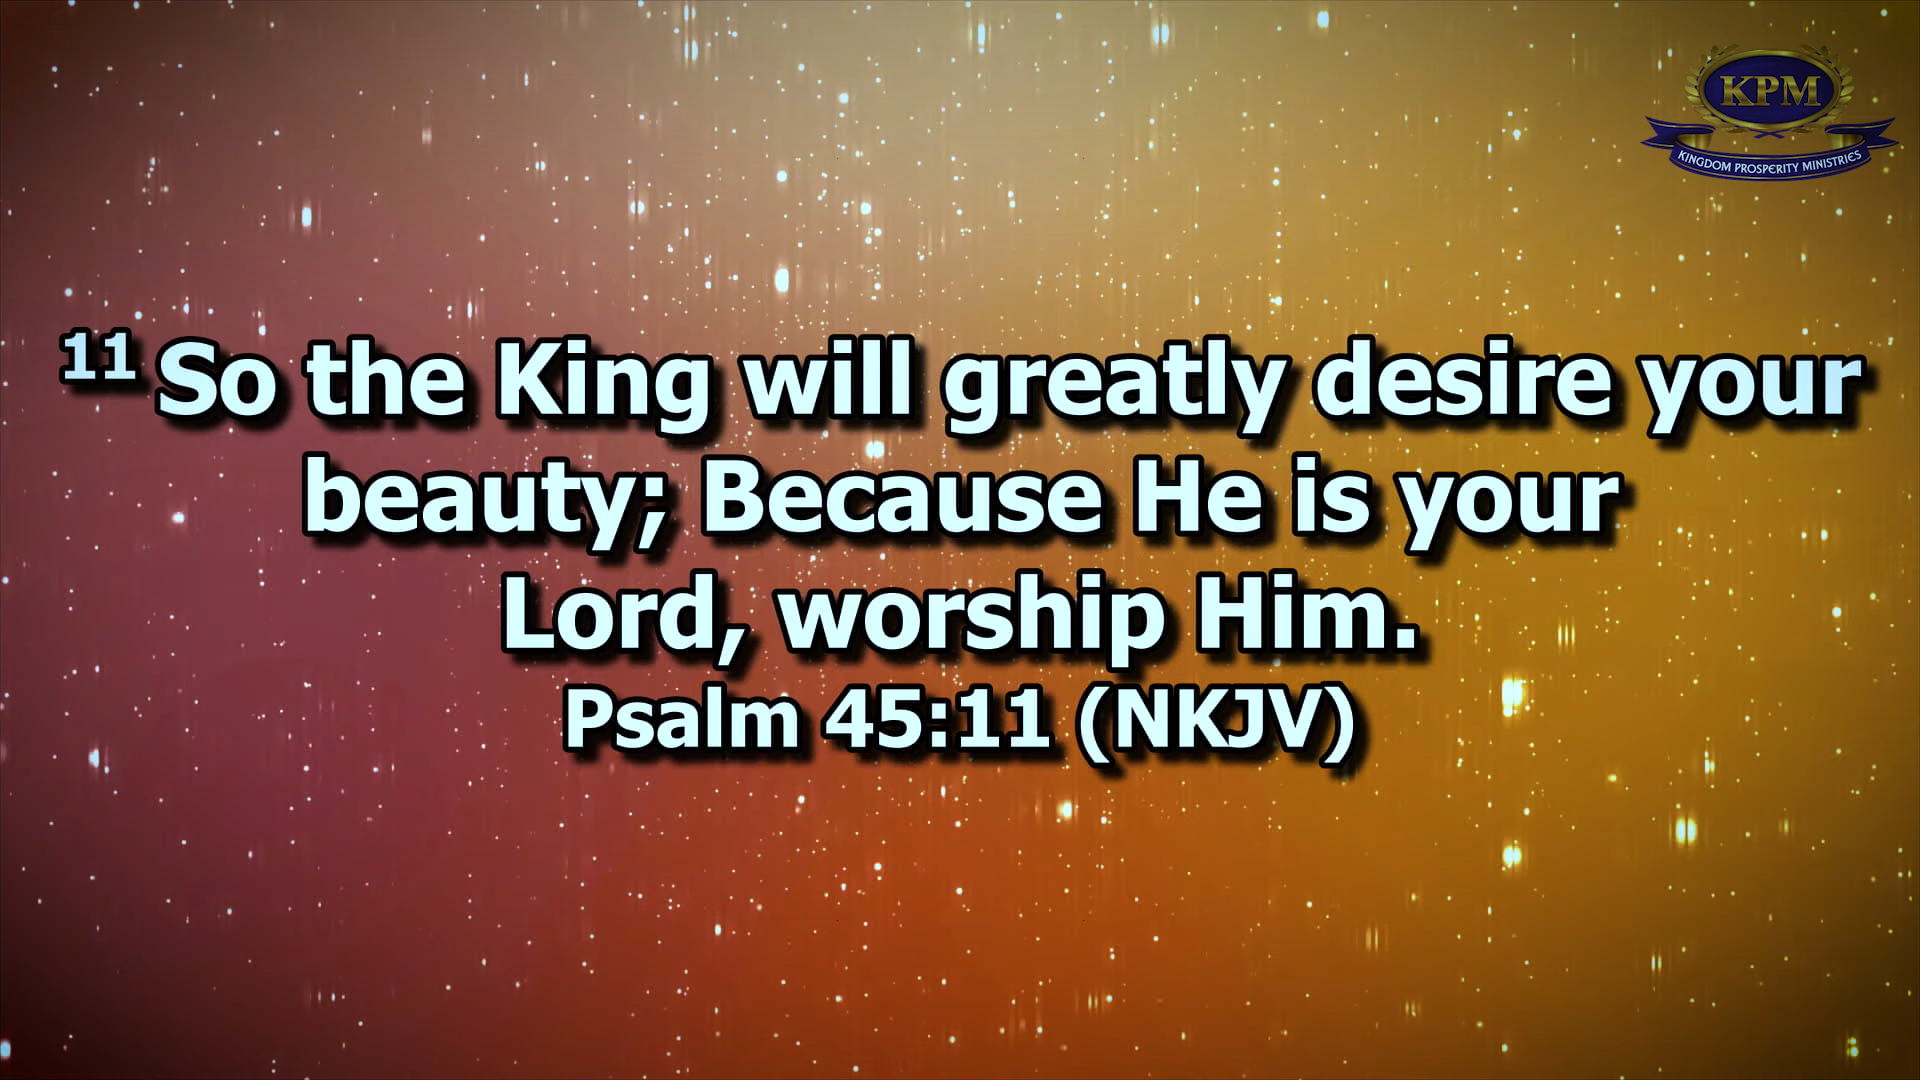 KPM
KINGDOM PROSPERITY MINISTRIES
11 So the King will greatly desire your
beauty; Because He is your
Lord, worship Him.
Psalm 45:11 (NKJV)